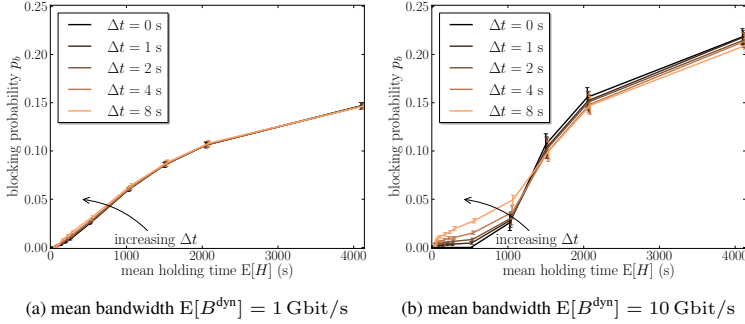 0.25
0.20
0.15
0.10
0.05
0.00
blocking probability p_b
Δt = 0 s
Δt = 1 s
Δt = 2 s
Δt = 4 s
Δt = 8 s
increasing Δt
0 1000 2000 3000 4000
mean holding time E[H] (s)
(a) mean bandwidth E[B^dyn] = 1 Gbit/s
0.25
0.20
0.15
0.10
0.05
0.00
blocking probability p_b
Δt = 0 s
Δt = 1 s
Δt = 2 s
Δt = 4 s
Δt = 8 s
increasing Δt
0 1000 2000 3000 4000
mean holding time E[H] (s)
(b) mean bandwidth E[B^dyn] = 10 Gbit/s